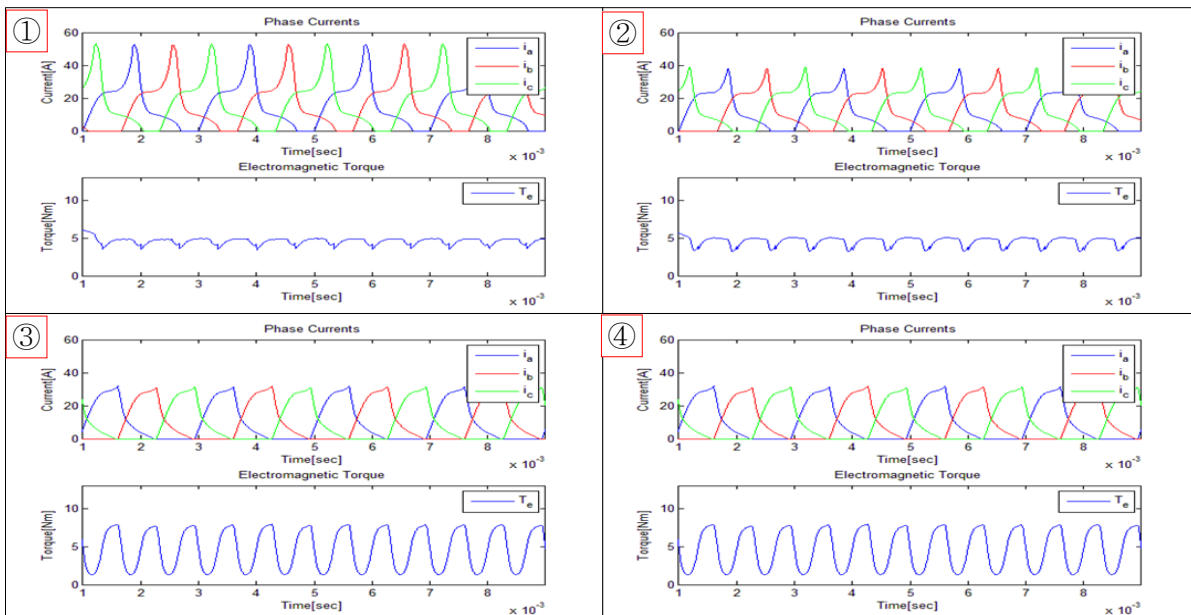 ①
Phase Currents
60
40
20
0
Current[A]
i_a
i_b
i_c
1 2 3 4 5 6 7 8
Time[sec]
× 10⁻³
Electromagnetic Torque
10
5
0
Torque[Nm]
T_e
1 2 3 4 5 6 7 8
Time[sec]
× 10⁻³
②
Phase Currents
60
40
20
0
Current[A]
i_a
i_b
i_c
1 2 3 4 5 6 7 8
Time[sec]
× 10⁻³
Electromagnetic Torque
10
5
0
Torque[Nm]
T_e
1 2 3 4 5 6 7 8
Time[sec]
× 10⁻³
③
Phase Currents
60
40
20
0
Current[A]
i_a
i_b
i_c
1 2 3 4 5 6 7 8
Time[sec]
× 10⁻³
Electromagnetic Torque
10
5
0
Torque[Nm]
T_e
1 2 3 4 5 6 7 8
Time[sec]
× 10⁻³
④
Phase Currents
60
40
20
0
Current[A]
i_a
i_b
i_c
1 2 3 4 5 6 7 8
Time[sec]
× 10⁻³
Electromagnetic Torque
10
5
0
Torque[Nm]
T_e
1 2 3 4 5 6 7 8
Time[sec]
× 10⁻³